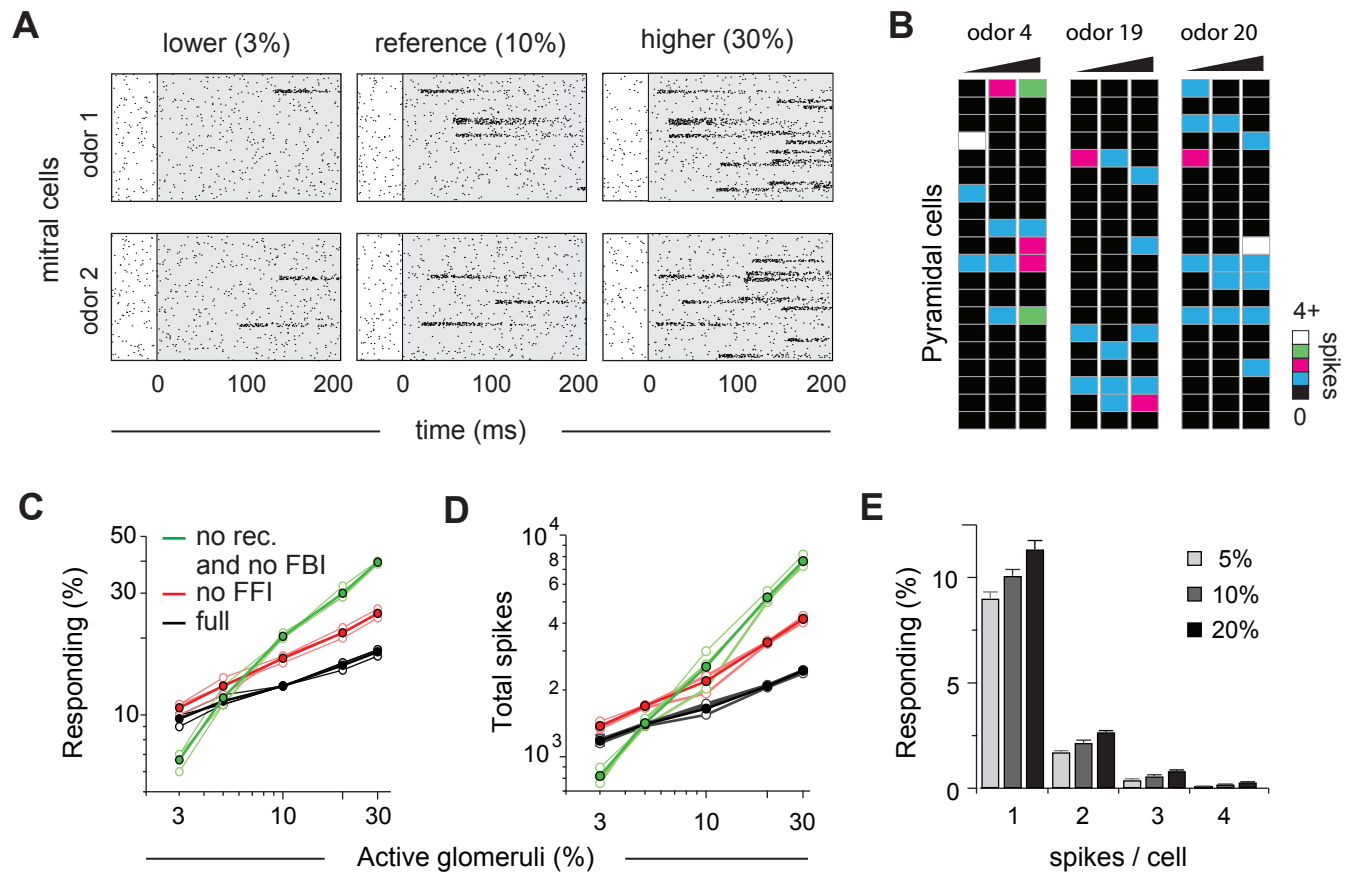 A
lower (3%)
reference (10%)
higher (30%)
mitral cells
odor 1
odor 2
0 100 200
0 100 200
0 100 200
time (ms)
B
odor 4 odor 19 odor 20
Pyramidal cells
4+
spikes
0
C
50
30
10
Responding (%)
no rec.
and no FBI
no FFI
full
3 10 30
D
10^4
8
6
4
2
10^3
Total spikes
3 10 30
Active glomeruli (%)
E
10
5
0
Responding (%)
5%
10%
20%
1 2 3 4
spikes / cell